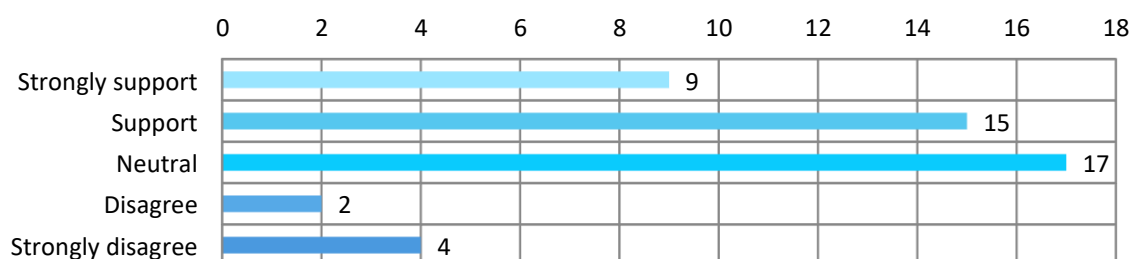 0 2 4 6 8 10 12 14 16 18
Strongly support 9
Support 15
Neutral 17
Disagree 2
Strongly disagree 4